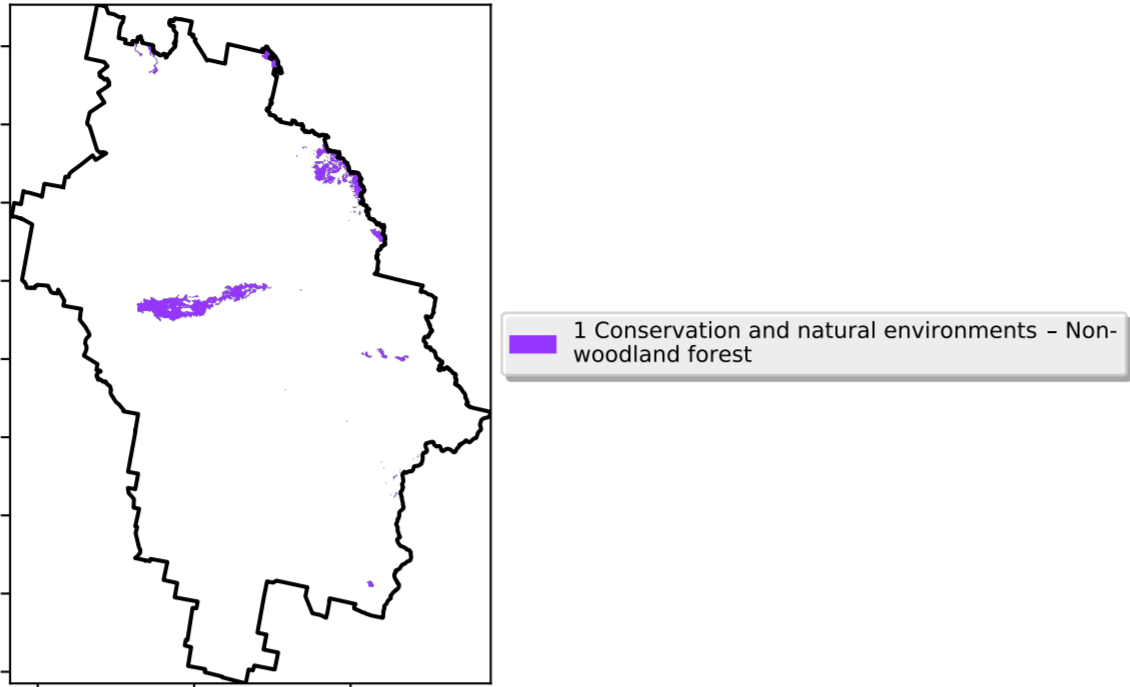 1 Conservation and natural environments – Non-
woodland forest